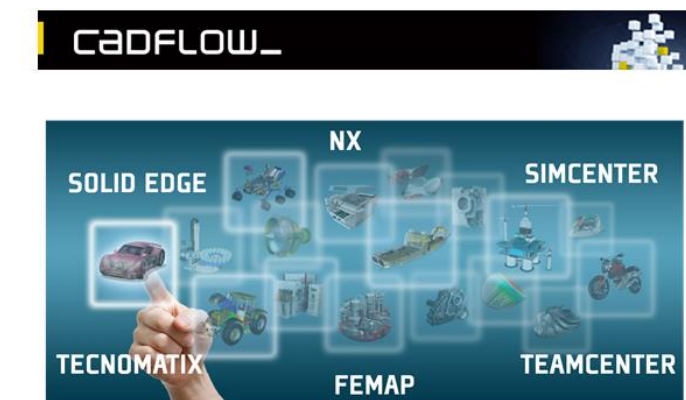 CADFLOW_
NX
SOLID EDGE
SIMCENTER
TECNOMATIX
TEAMCENTER
FEMAP